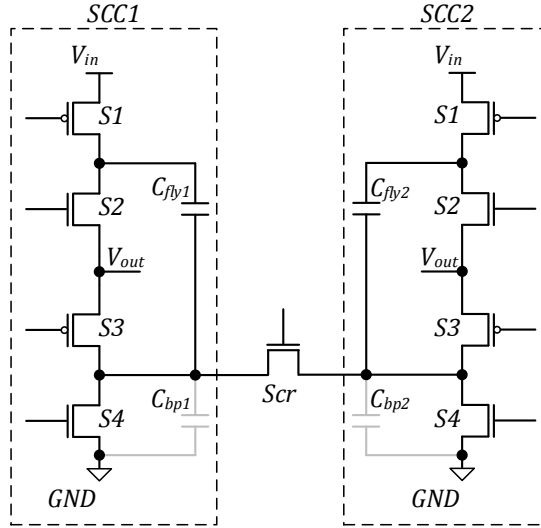 SCC1 SCC2
V_in V_in
S1 S1
C_fly1 C_fly2
S2 S2
V_out V_out
S3 S3
Scr
C_bp1 C_bp2
S4 S4
GND GND